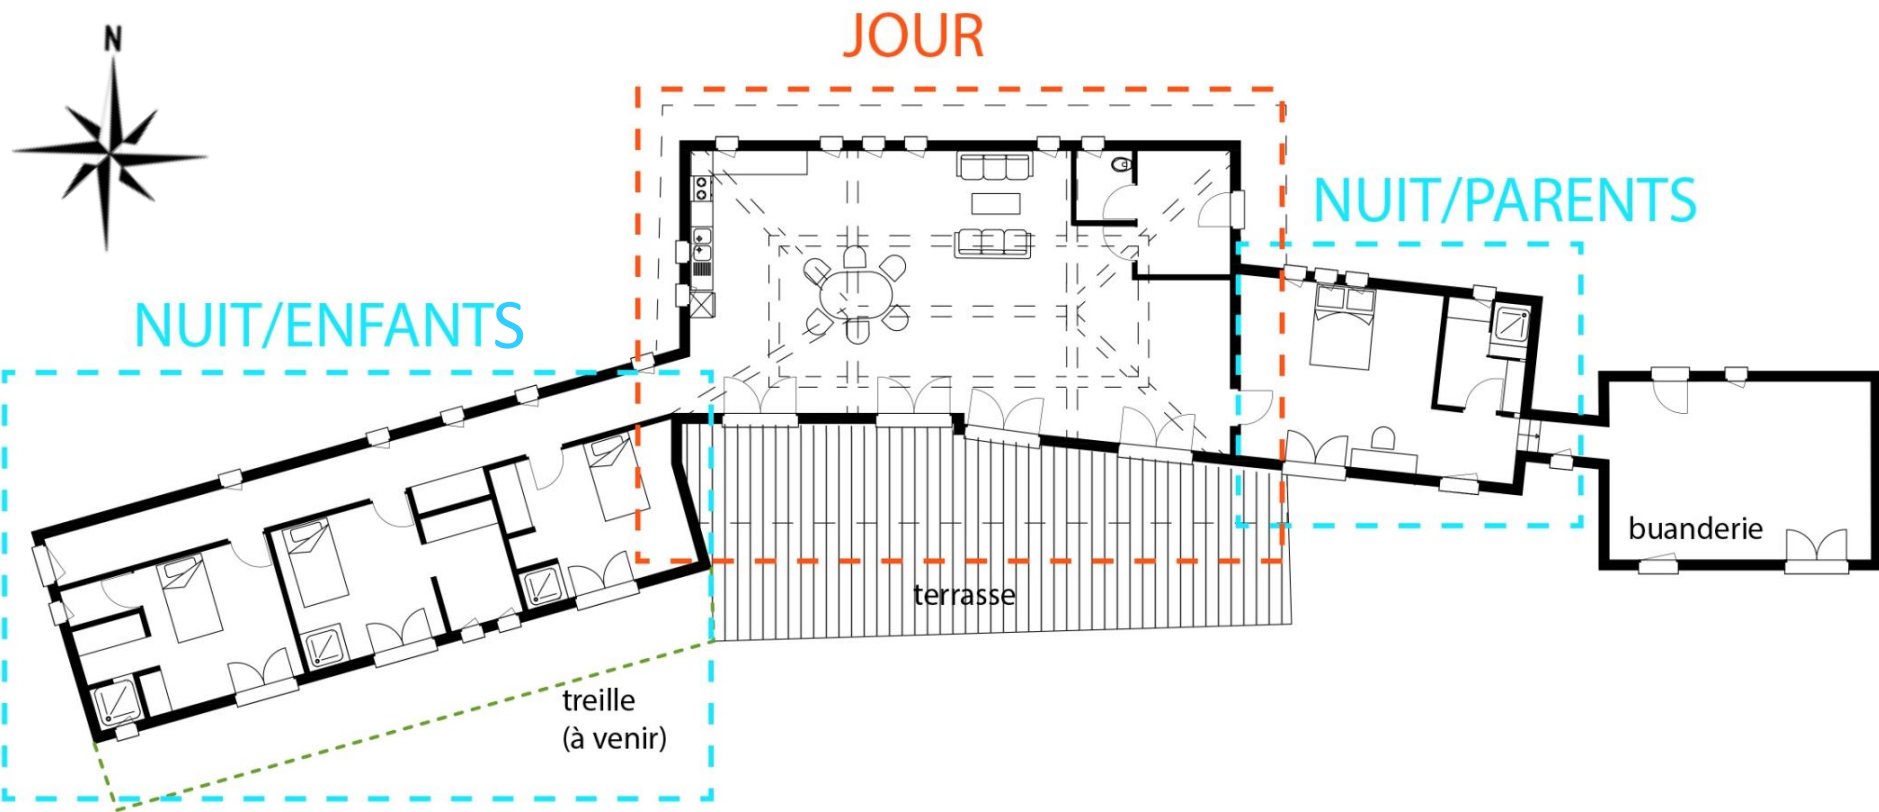 N
JOUR
NUIT/PARENTS
NUIT/ENFANTS
buanderie
terrasse
treille
(à venir)